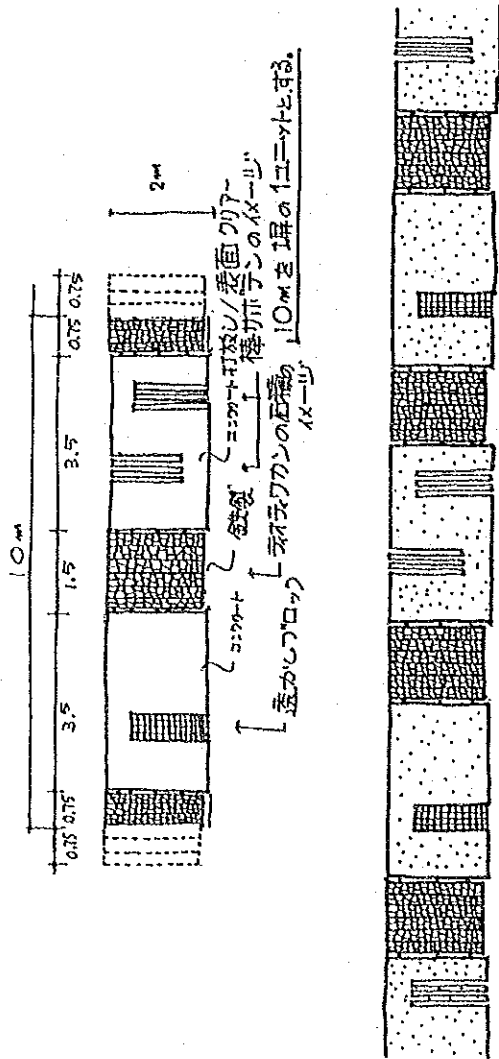 10m
0.75 0.75 3.5 1.5 3.5 0.75 0.75
2m
コンクリート
鉄製
コンクリート打放し/表面クリアー
棒サボテンのイメージ
透かしブロック
テオティワカンの石積の
イメージ
10mを塀の1ユニットとする。